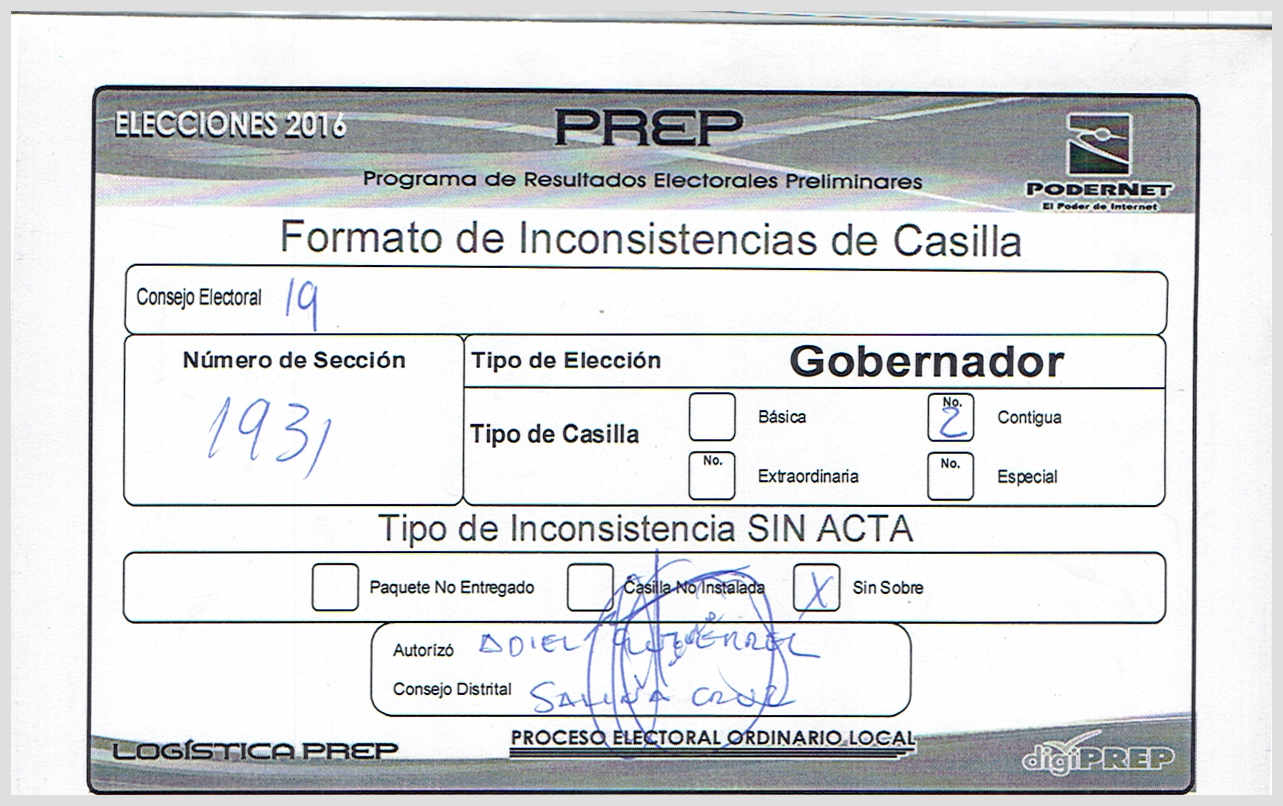 ELECCIONES 2016
PREP
Programa de Resultados Electorales Preliminares
PODERNET
El Poder de Internet
Formato de Inconsistencias de Casilla
Consejo Electoral 19
Número de Sección
1931
Tipo de Elección Gobernador
Tipo de Casilla
Básica
No. 2 Contigua
No. Extraordinaria
No. Especial
Tipo de Inconsistencia SIN ACTA
Paquete No Entregado
Casilla No Instalada
X Sin Sobre
Autorizó ADIEL
Consejo Distrital SALINA CRUZ
LOGÍSTICA PREP
PROCESO ELECTORAL ORDINARIO LOCAL
digiPREP